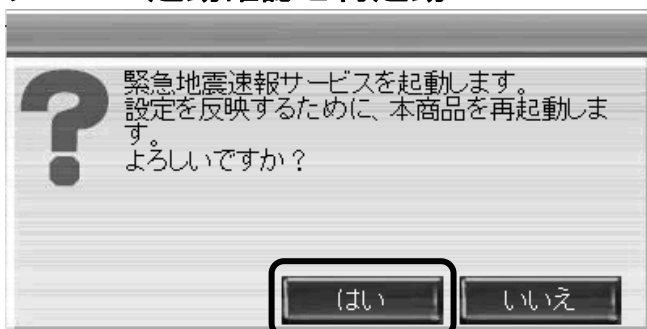 緊急地震速報サービスを起動します。
設定を反映するために、本商品を再起動しま
す。
よろしいですか？
はい
いいえ